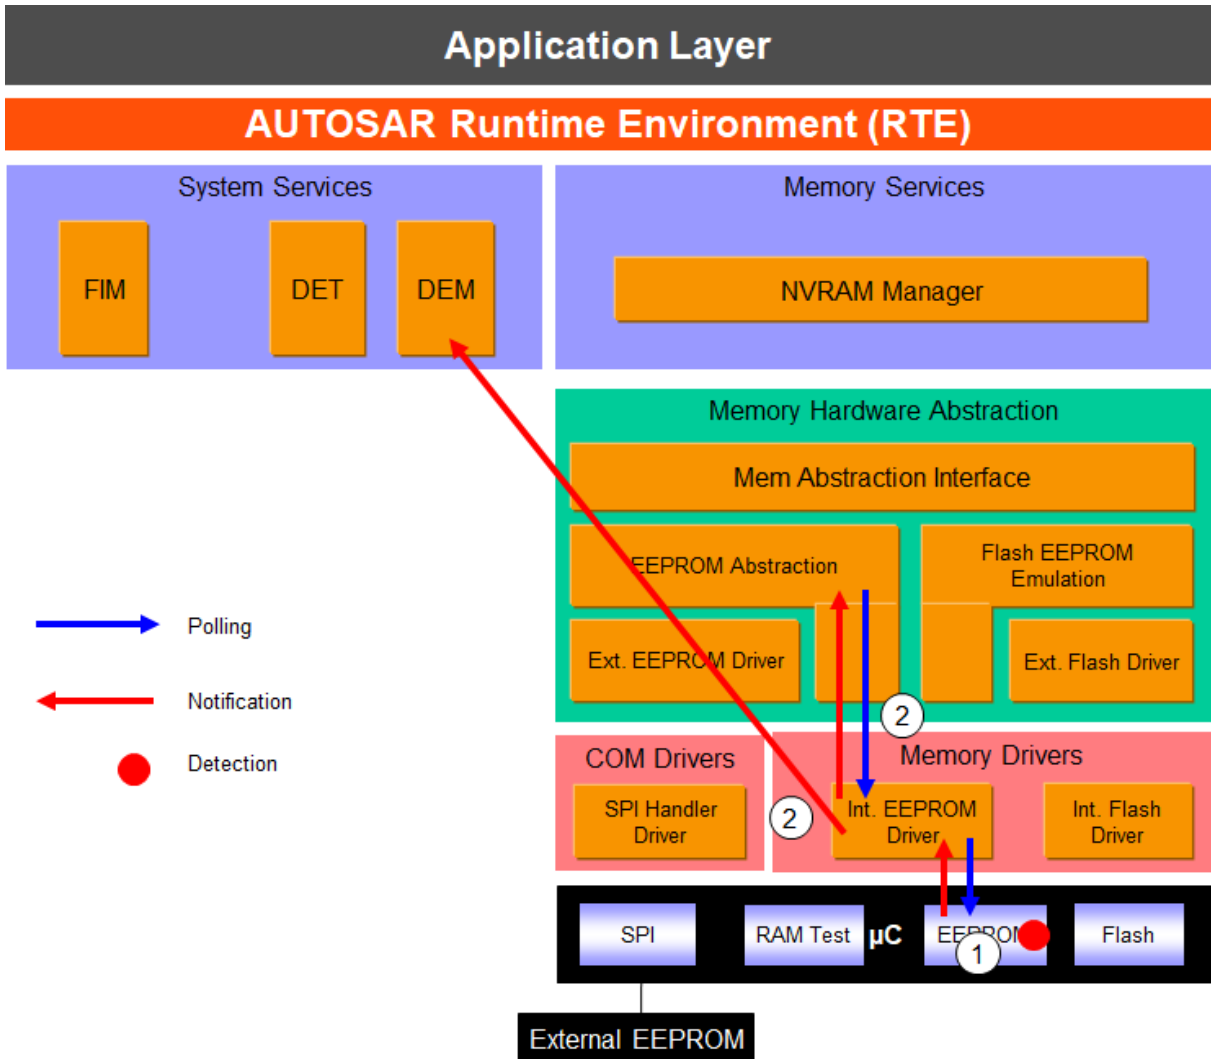 Application Layer
AUTOSAR Runtime Environment (RTE)
System Services
FIM
DET
DEM
Memory Services
NVRAM Manager
Memory Hardware Abstraction
Mem Abstraction Interface
EEPROM Abstraction
Flash EEPROM
Emulation
Ext. EEPROM Driver
Ext. Flash Driver
2
Polling
Notification
Detection
COM Drivers
SPI Handler
Driver
2
Memory Drivers
Int. EEPROM
Driver
Int. Flash
Driver
SPI
RAM Test
µC
EEPROM
1
Flash
External EEPROM